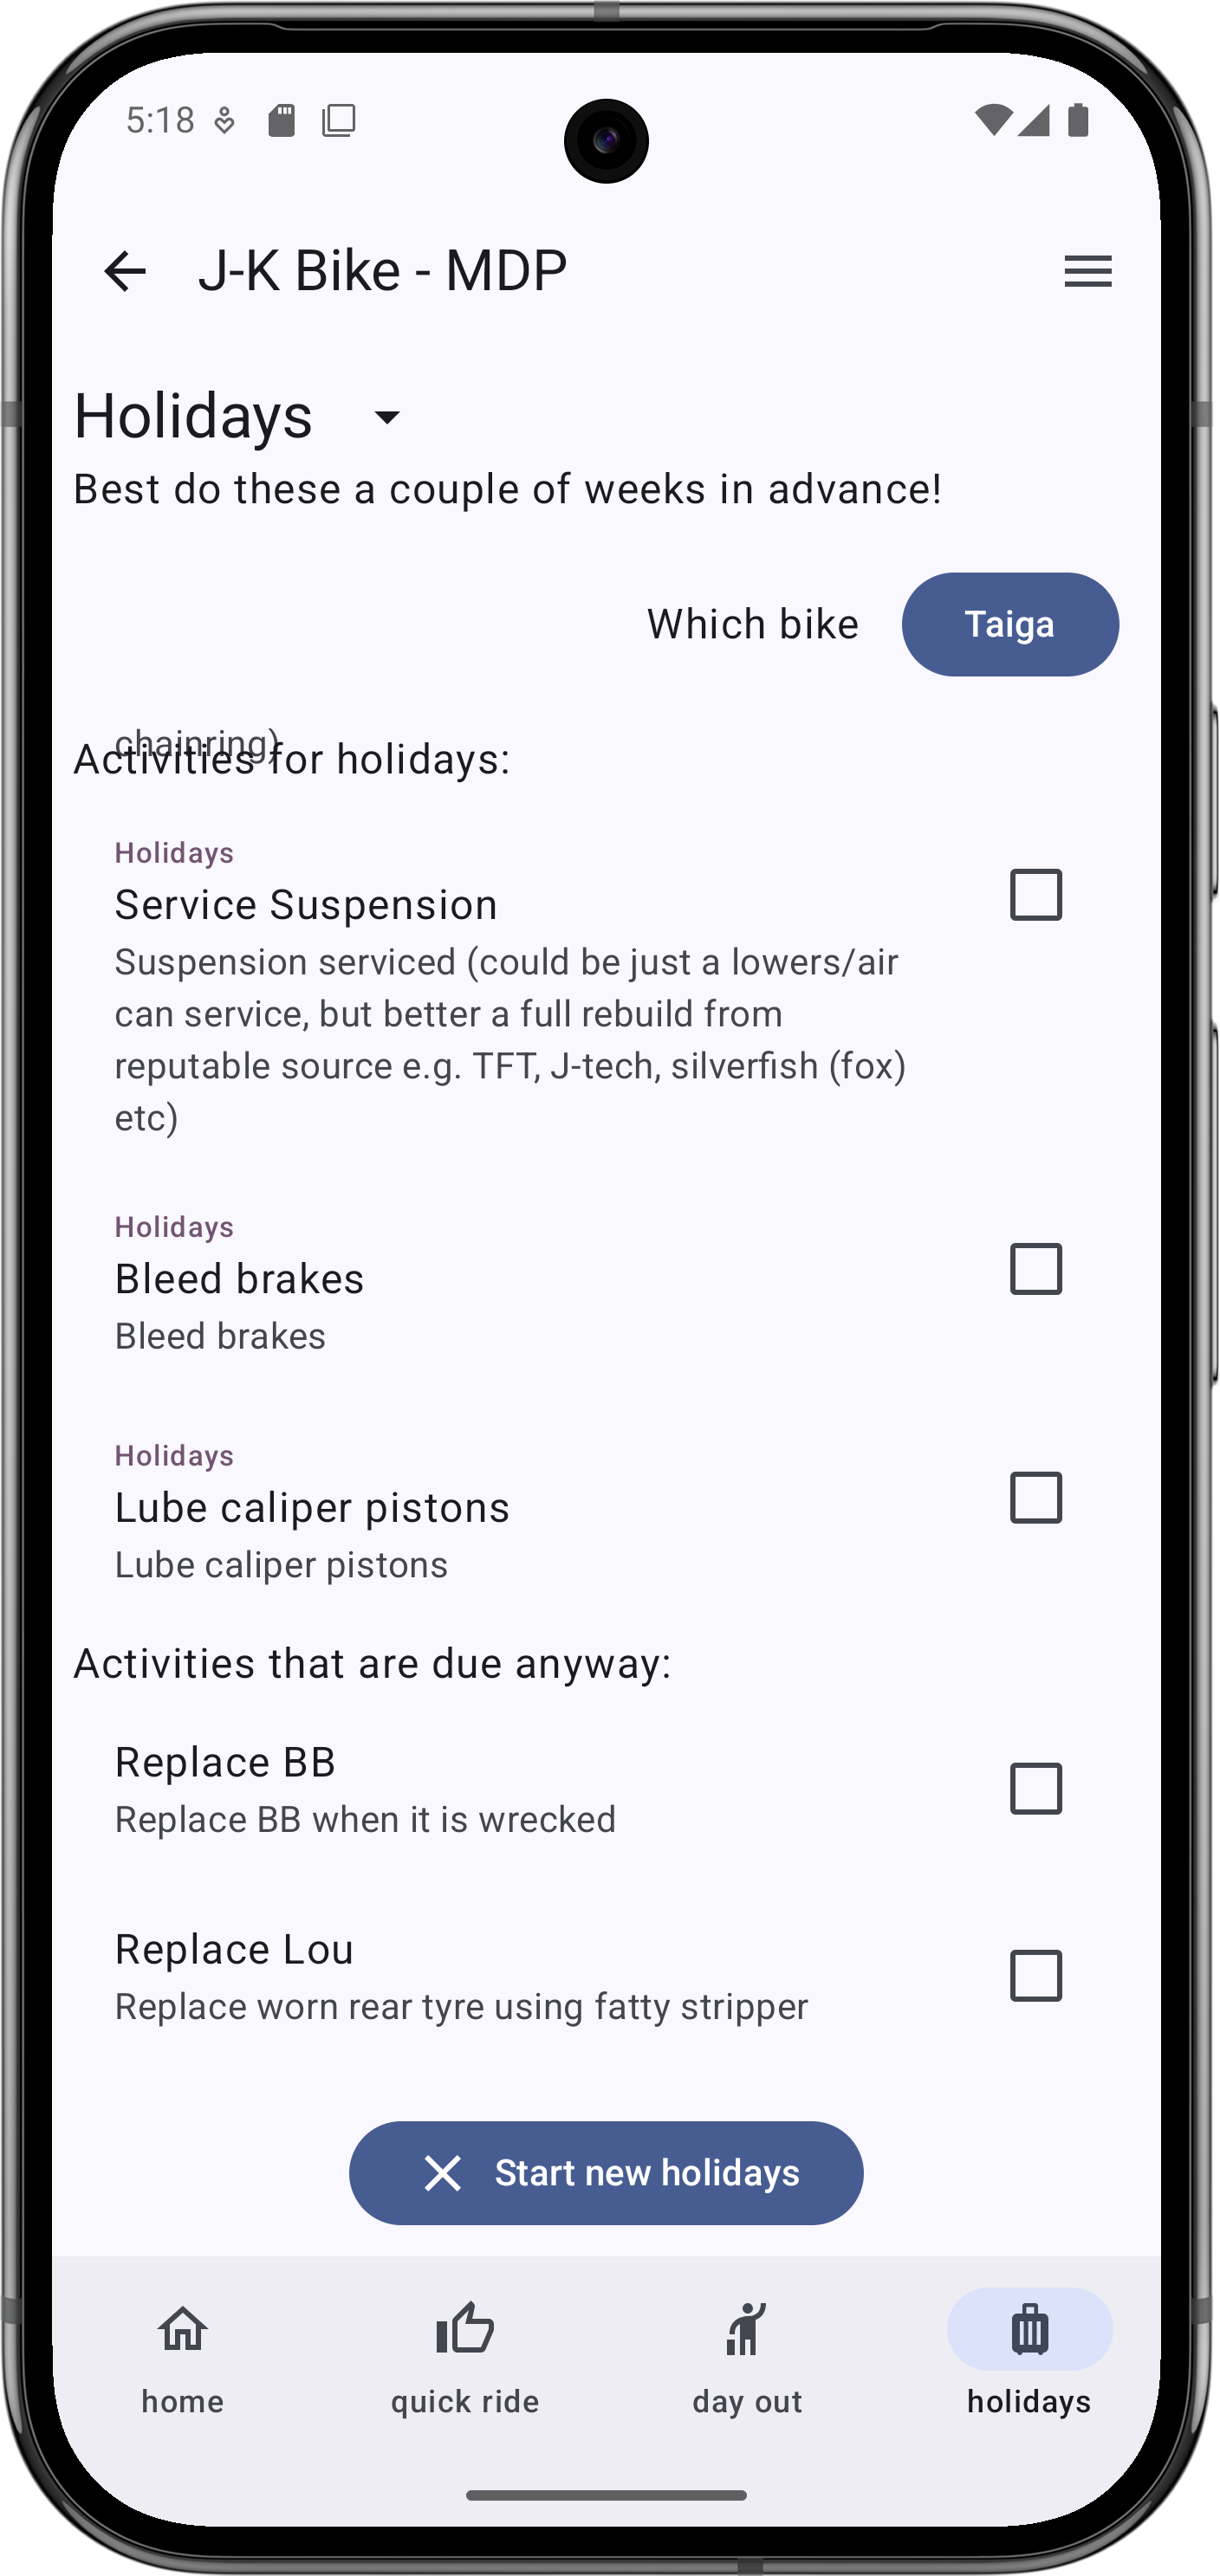 5:18
J-K Bike - MDP
Holidays
Best do these a couple of weeks in advance!
Which bike
Taiga
chainring)
Activities for holidays:
Holidays
Service Suspension
Suspension serviced (could be just a lowers/air
can service, but better a full rebuild from
reputable source e.g. TFT, J-tech, silverfish (fox)
etc)
Holidays
Bleed brakes
Bleed brakes
Holidays
Lube caliper pistons
Lube caliper pistons
Activities that are due anyway:
Replace BB
Replace BB when it is wrecked
Replace Lou
Replace worn rear tyre using fatty stripper
Start new holidays
home
quick ride
day out
holidays